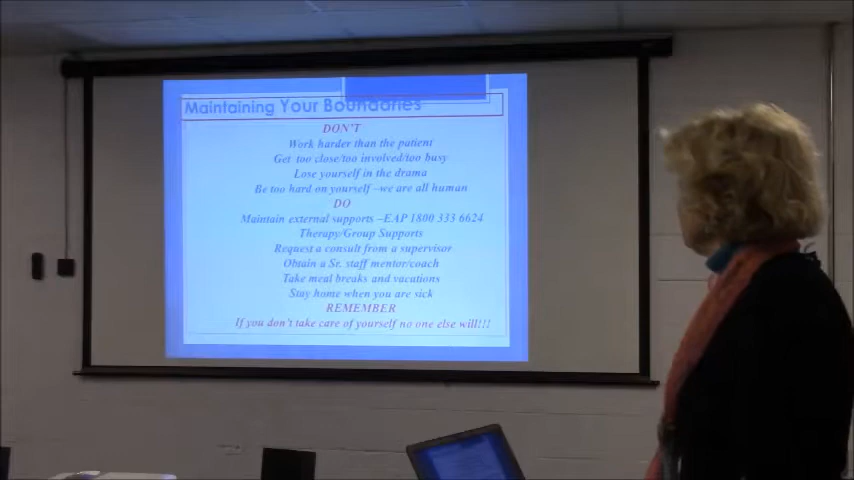 Maintaining Your Boundaries
DON'T
Work harder than the patient
Get too close/too involved/too busy
Lose yourself in the drama
Be too hard on yourself –we are all human
DO
Maintain external supports –EAP 1800 333 6624
Therapy/Group Supports
Request a consult from a supervisor
Obtain a Sr. staff mentor/coach
Take meal breaks and vacations
Stay home when you are sick
REMEMBER
If you don't take care of yourself no one else will!!!